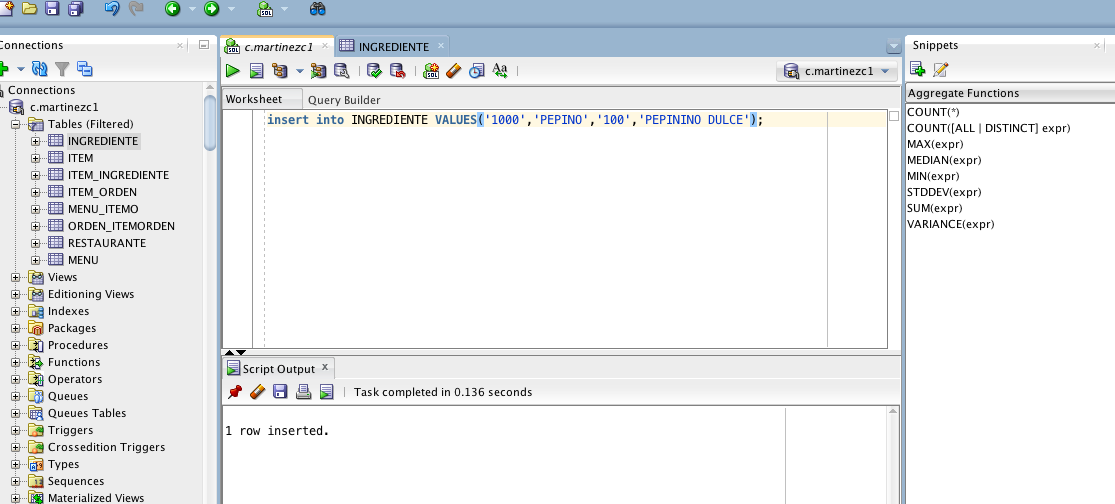 Connections
Connections
c.martinezc1
Tables (Filtered)
INGREDIENTE
ITEM
ITEM_INGREDIENTE
ITEM_ORDEN
MENU_ITEMO
ORDEN_ITEMORDEN
RESTAURANTE
MENU
Views
Editioning Views
Indexes
Packages
Procedures
Functions
Operators
Queues
Queues Tables
Triggers
Crossedition Triggers
Types
Sequences
Materialized Views
c.martinezc1
INGREDIENTE
SQL
Aa
c.martinezc1
Worksheet
Query Builder
insert into INGREDIENTE VALUES('1000','PEPINO','100','PEPININO DULCE');
Script Output x
Task completed in 0.136 seconds
1 row inserted.
Snippets
Aggregate Functions
COUNT(*)
COUNT([ALL | DISTINCT] expr)
MAX(expr)
MEDIAN(expr)
MIN(expr)
STDDEV(expr)
SUM(expr)
VARIANCE(expr)